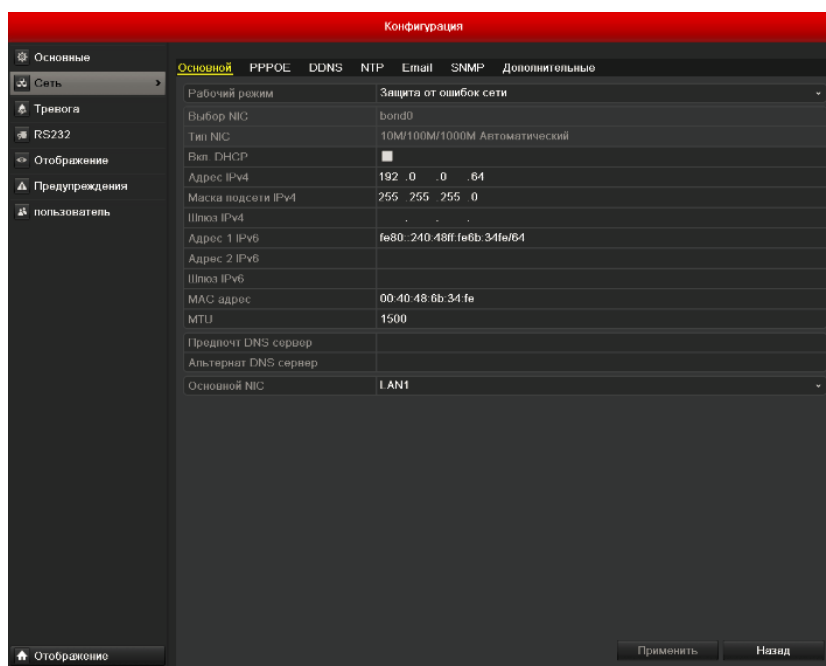 Конфигурация
Основные
Сеть
Тревога
RS232
Отображение
Предупреждения
пользователь
Основной PPPOE DDNS NTP Email SNMP Дополнительные
Рабочий режим Защита от ошибок сети
Выбор NIC bond0
Тип NIC 10M/100M/1000M Автоматический
Вкл. DHCP
Адрес IPv4 192 .0 .0 .64
Маска подсети IPv4 255 .255 .255 .0
Шлюз IPv4 . . .
Адрес 1 IPv6 fe80::240:48ff:fe6b:34fe/64
Адрес 2 IPv6
Шлюз IPv6
MAC адрес 00:40:48:6b:34:fe
MTU 1500
Предпочт DNS сервер
Альтернат DNS сервер
Основной NIC LAN1
Применить Назад
Отображение